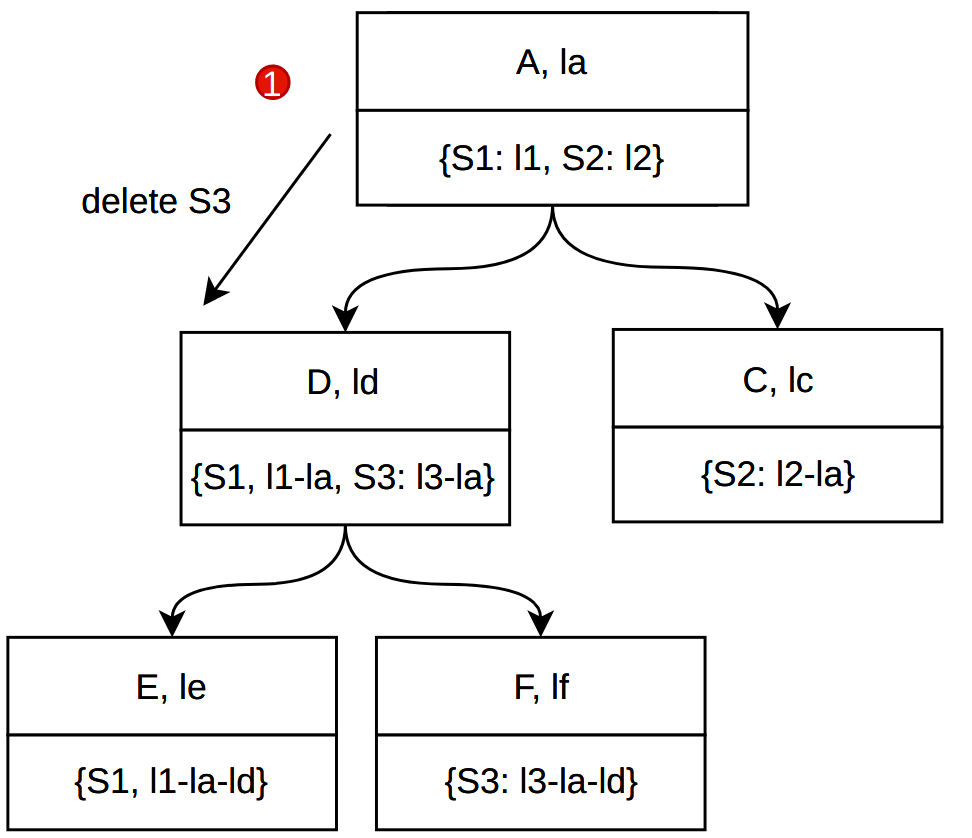 1
A, la
{S1: l1, S2: l2}
delete S3
D, ld
{S1, l1-la, S3: l3-la}
C, lc
{S2: l2-la}
E, le
{S1, l1-la-ld}
F, lf
{S3: l3-la-ld}